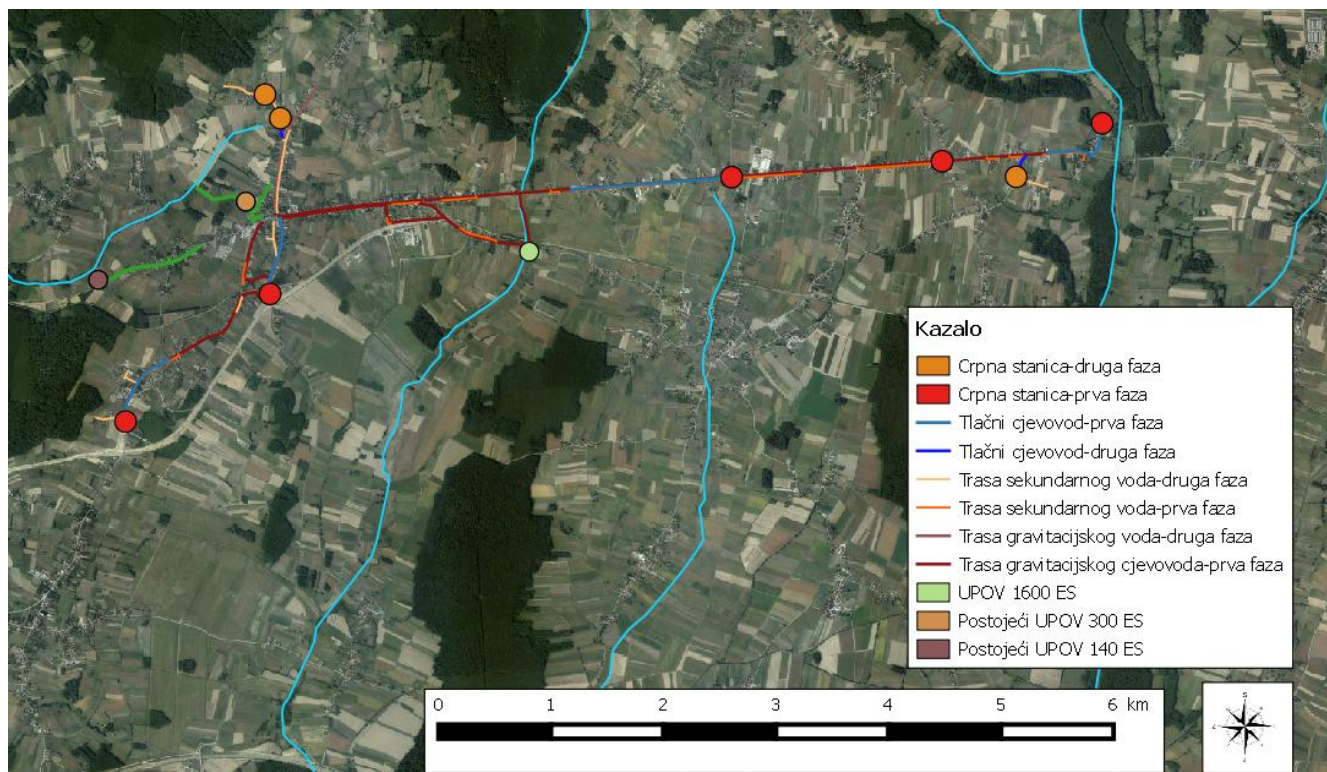 Kazalo
Crpna stanica-druga faza
Crpna stanica-prva faza
Tlačni cjevovod-prva faza
Tlačni cjevovod-druga faza
Trasa sekundarnog voda-druga faza
Trasa sekundarnog voda-prva faza
Trasa gravitacijskog voda-druga faza
Trasa gravitacijskog cjevovoda-prva faza
UPOV 1600 ES
Postojeći UPOV 300 ES
Postojeći UPOV 140 ES
0 1 2 3 4 5 6 km